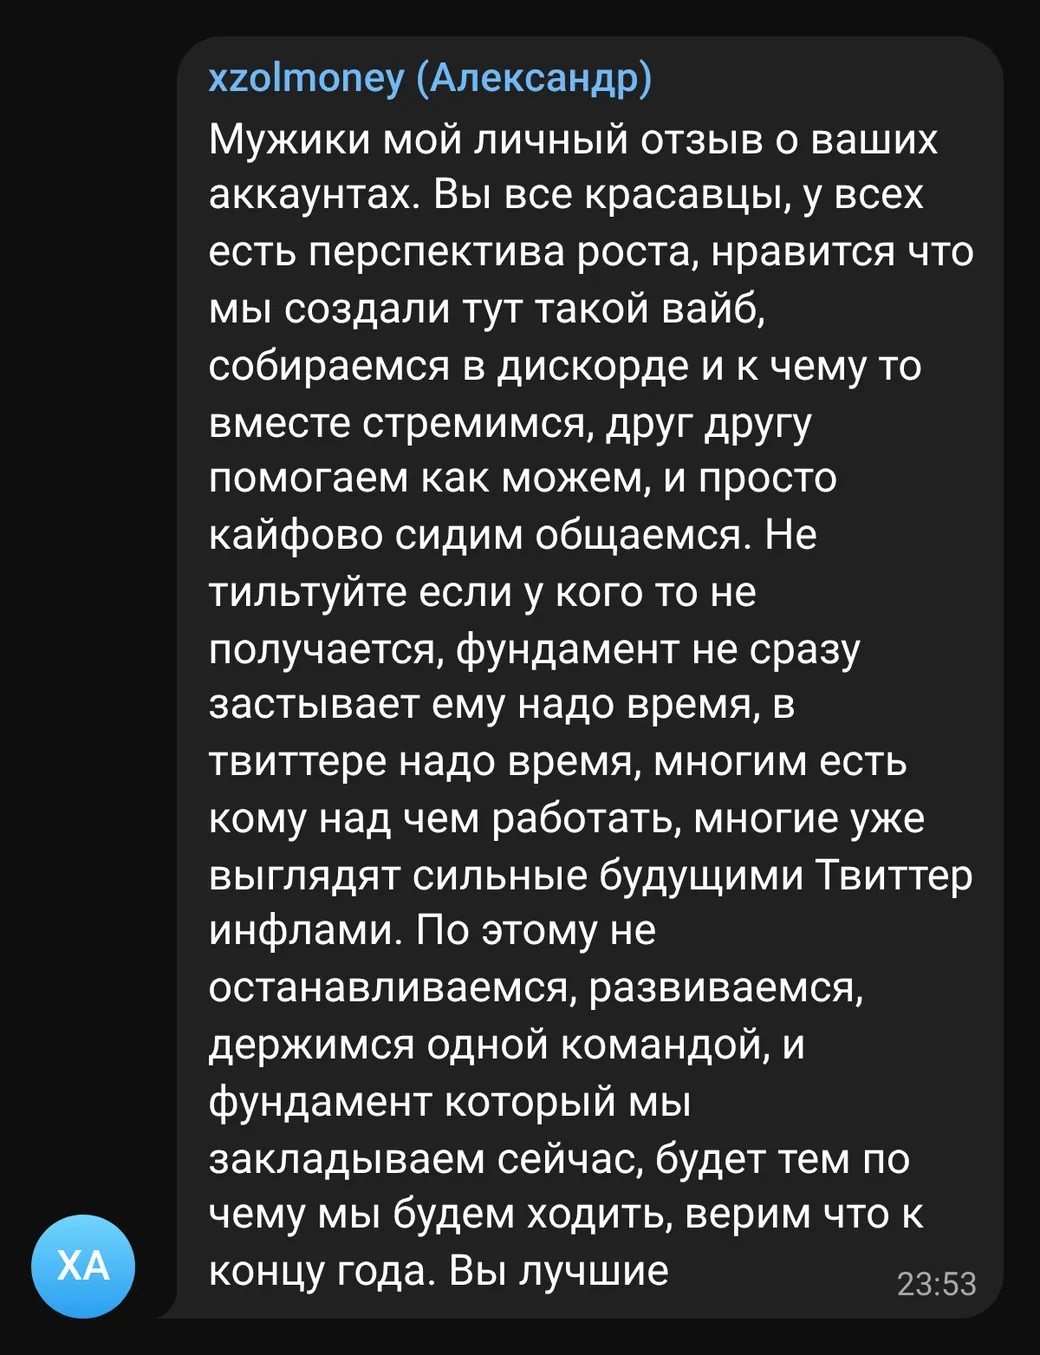 xzolmoney (Александр)
Мужики мой личный отзыв о ваших
аккаунтах. Вы все красавцы, у всех
есть перспектива роста, нравится что
мы создали тут такой вайб,
собираемся в дискорде и к чему то
вместе стремимся, друг другу
помогаем как можем, и просто
кайфово сидим общаемся. Не
тильтуйте если у кого то не
получается, фундамент не сразу
застывает ему надо время, в
твиттере надо время, многим есть
кому над чем работать, многие уже
выглядят сильные будущими Твиттер
инфлами. По этому не
останавливаемся, развиваемся,
держимся одной командой, и
фундамент который мы
закладываем сейчас, будет тем по
чему мы будем ходить, верим что к
концу года. Вы лучшие
23:53
ХА